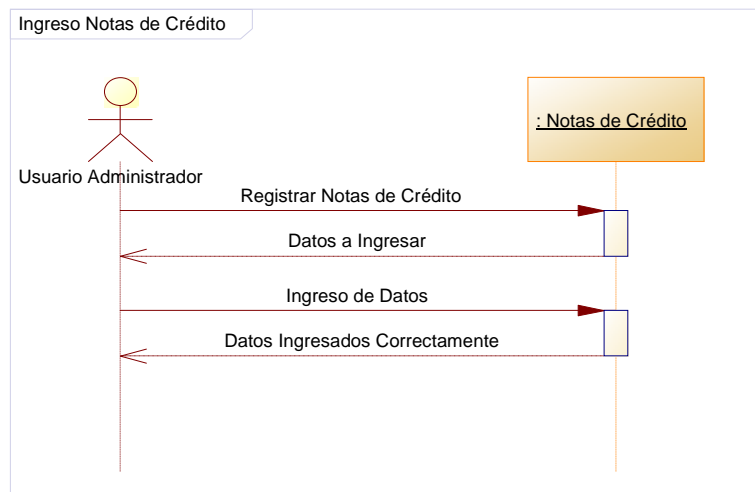 Ingreso Notas de Crédito
: Notas de Crédito
Usuario Administrador
Registrar Notas de Crédito
Datos a Ingresar
Ingreso de Datos
Datos Ingresados Correctamente